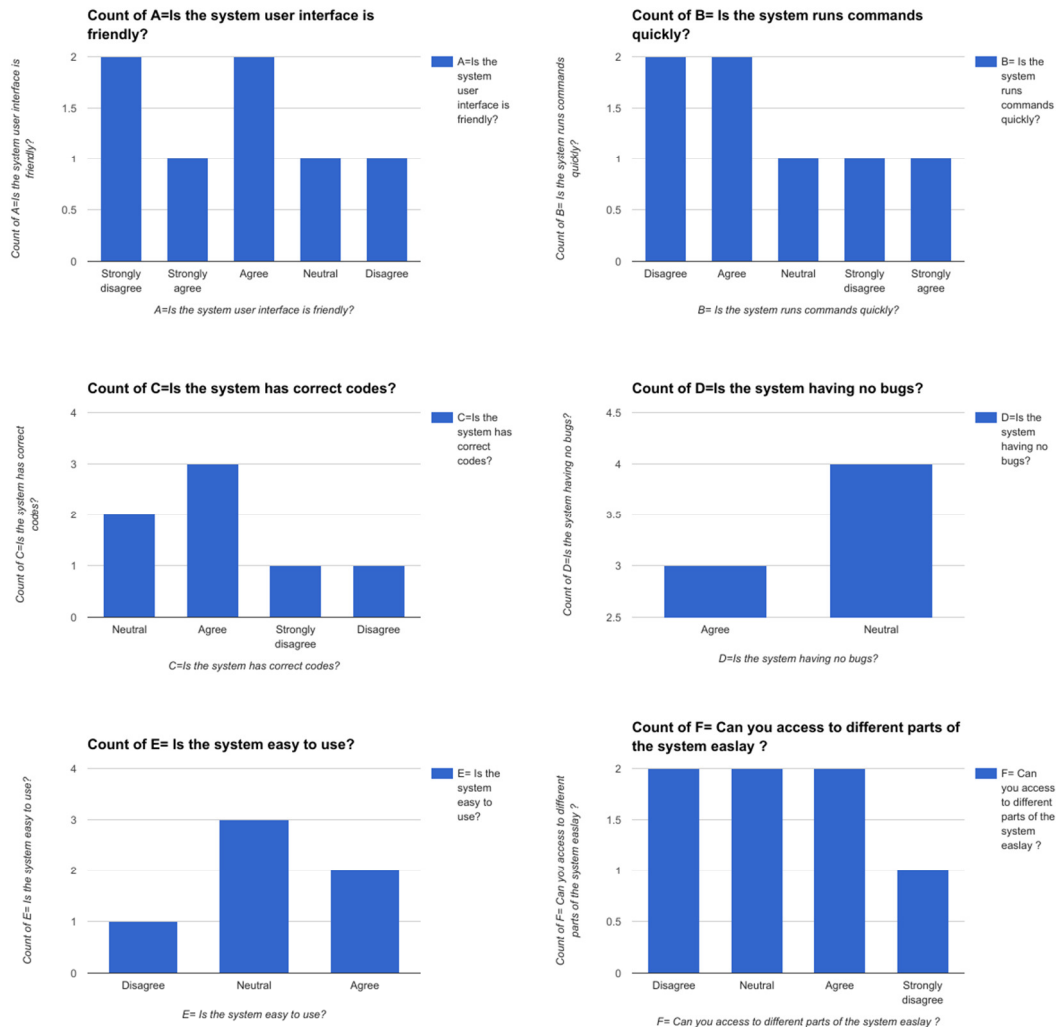 Count of A=Is the system user interface is
friendly?
Count of A=Is the system user interface is
friendly?
2
1.5
1
0.5
0
Strongly
disagree
Strongly
agree
Agree
Neutral
Disagree
A=Is the system user interface is friendly?
A=Is the
system
user
interface is
friendly?
Count of B= Is the system runs commands
quickly?
Count of B= Is the system runs commands
quickly?
2
1.5
1
0.5
0
Disagree
Agree
Neutral
Strongly
disagree
Strongly
agree
B= Is the system runs commands quickly?
B= Is the
system
runs
commands
quickly?
Count of C=Is the system has correct codes?
Count of C=Is the system has correct
codes?
4
3
2
1
0
Neutral
Agree
Strongly
disagree
Disagree
C=Is the system has correct codes?
C=Is the
system has
correct
codes?
Count of D=Is the system having no bugs?
Count of D=Is the system having no bugs?
4.5
4
3.5
3
2.5
Agree
Neutral
D=Is the system having no bugs?
D=Is the
system
having no
bugs?
Count of E= Is the system easy to use?
Count of E= Is the system easy to use?
4
3
2
1
0
Disagree
Neutral
Agree
E= Is the system easy to use?
E= Is the
system
easy to
use?
Count of F= Can you access to different parts of
the system easlay ?
Count of F= Can you access to different
parts of the system easlay ?
2
1.5
1
0.5
0
Disagree
Neutral
Agree
Strongly
disagree
F= Can you access to different parts of the system easlay ?
F= Can
you access
to different
parts of the
system
easlay ?